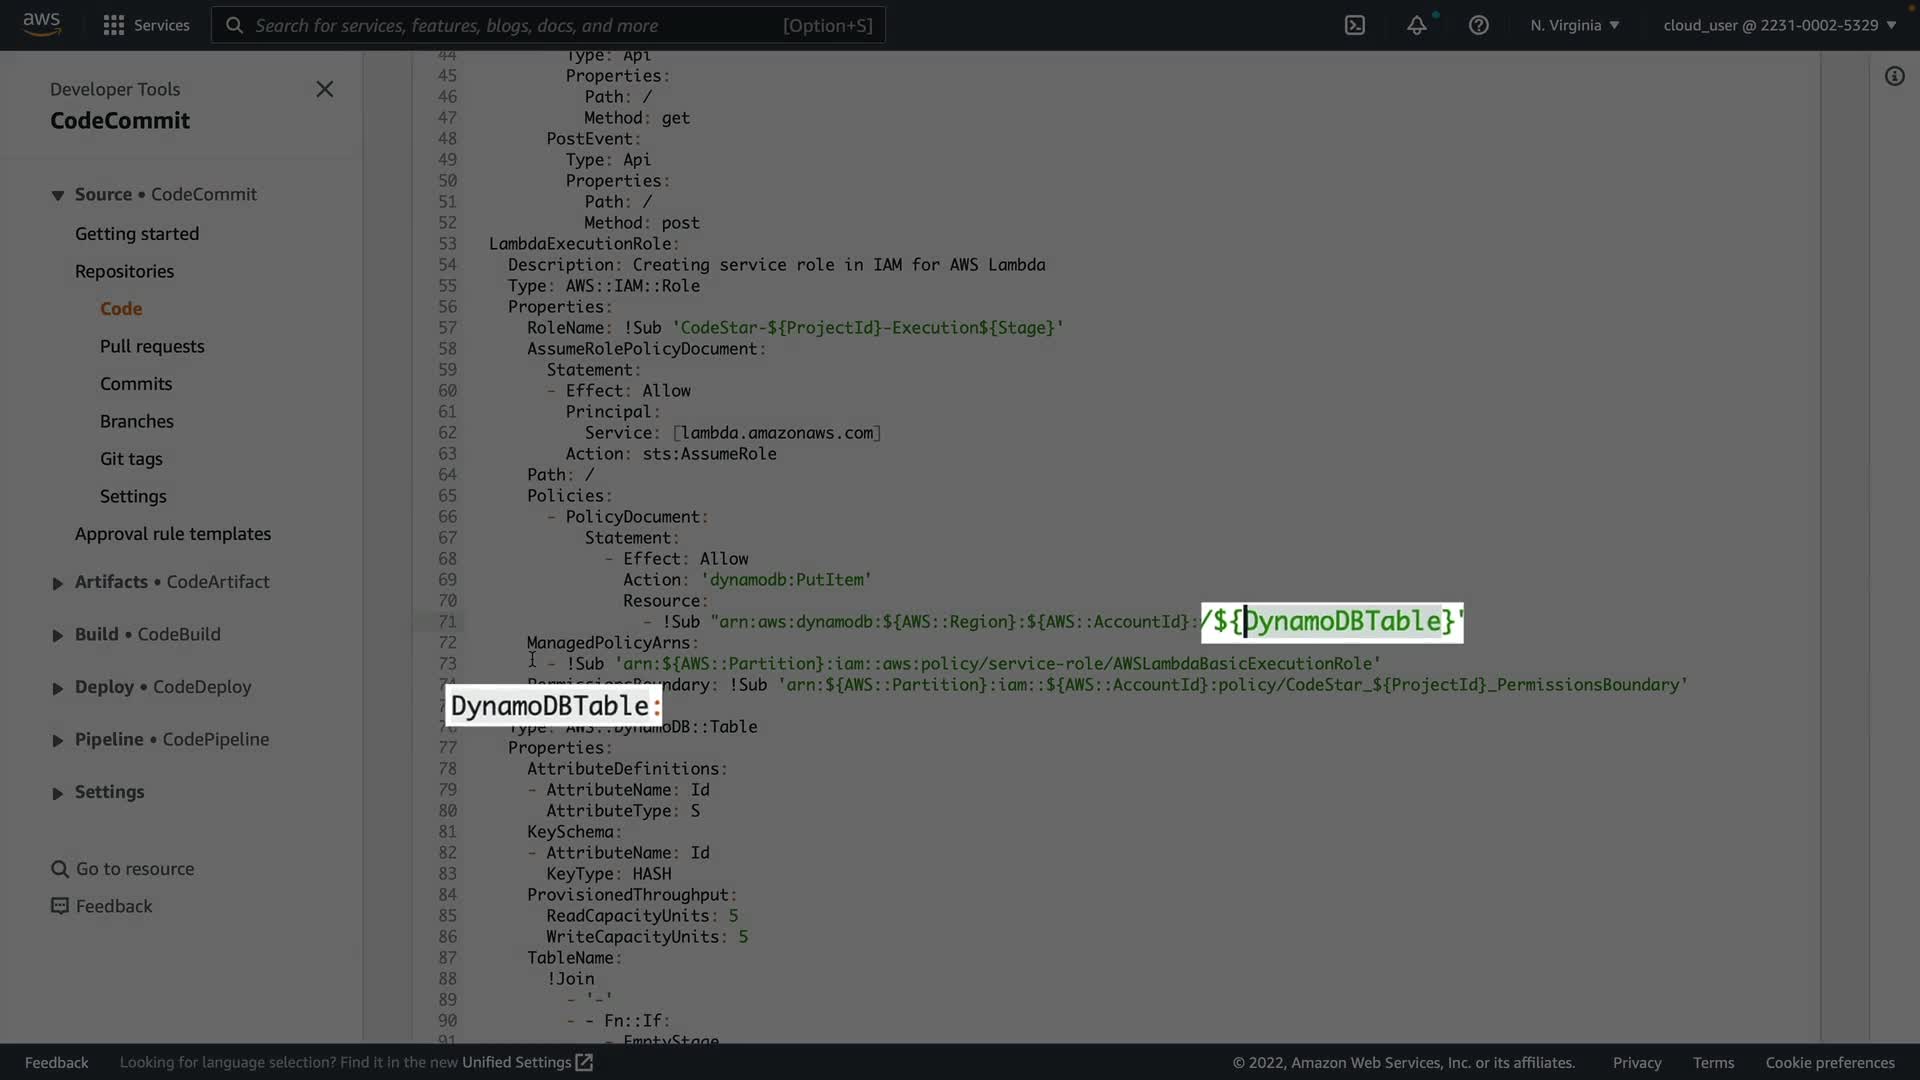 aws
Services
Search for services, features, blogs, docs, and more
[Option+S]
N. Virginia
cloud_user @ 2231-0002-5329
Developer Tools
CodeCommit
Source • CodeCommit
Getting started
Repositories
Code
Pull requests
Commits
Branches
Git tags
Settings
Approval rule templates
Artifacts • CodeArtifact
Build • CodeBuild
Deploy • CodeDeploy
Pipeline • CodePipeline
Settings
Go to resource
Feedback
44 Type: Api
45 Properties:
46 Path: /
47 Method: get
48 PostEvent:
49 Type: Api
50 Properties:
51 Path: /
52 Method: post
53 LambdaExecutionRole:
54 Description: Creating service role in IAM for AWS Lambda
55 Type: AWS::IAM::Role
56 Properties:
57 RoleName: !Sub 'CodeStar-${ProjectId}-Execution${Stage}'
58 AssumeRolePolicyDocument:
59 Statement:
60 - Effect: Allow
61 Principal:
62 Service: [lambda.amazonaws.com]
63 Action: sts:AssumeRole
64 Path: /
65 Policies:
66 - PolicyDocument:
67 Statement:
68 - Effect: Allow
69 Action: 'dynamodb:PutItem'
70 Resource:
71 - !Sub "arn:aws:dynamodb:${AWS::Region}:${AWS::AccountId}:/${DynamoDBTable}"
72 ManagedPolicyArns:
73 - !Sub 'arn:${AWS::Partition}:iam::aws:policy/service-role/AWSLambdaBasicExecutionRole'
74 PermissionsBoundary: !Sub 'arn:${AWS::Partition}:iam::${AWS::AccountId}:policy/CodeStar_${ProjectId}_PermissionsBoundary'
DynamoDBTable:
76 Type: AWS::DynamoDB::Table
77 Properties:
78 AttributeDefinitions:
79 - AttributeName: Id
80 AttributeType: S
81 KeySchema:
82 - AttributeName: Id
83 KeyType: HASH
84 ProvisionedThroughput:
85 ReadCapacityUnits: 5
86 WriteCapacityUnits: 5
87 TableName:
88 !Join
89 - '-'
90 - - Fn::If:
91 - EmptyStage
Feedback
Looking for language selection? Find it in the new Unified Settings
© 2022, Amazon Web Services, Inc. or its affiliates.
Privacy
Terms
Cookie preferences